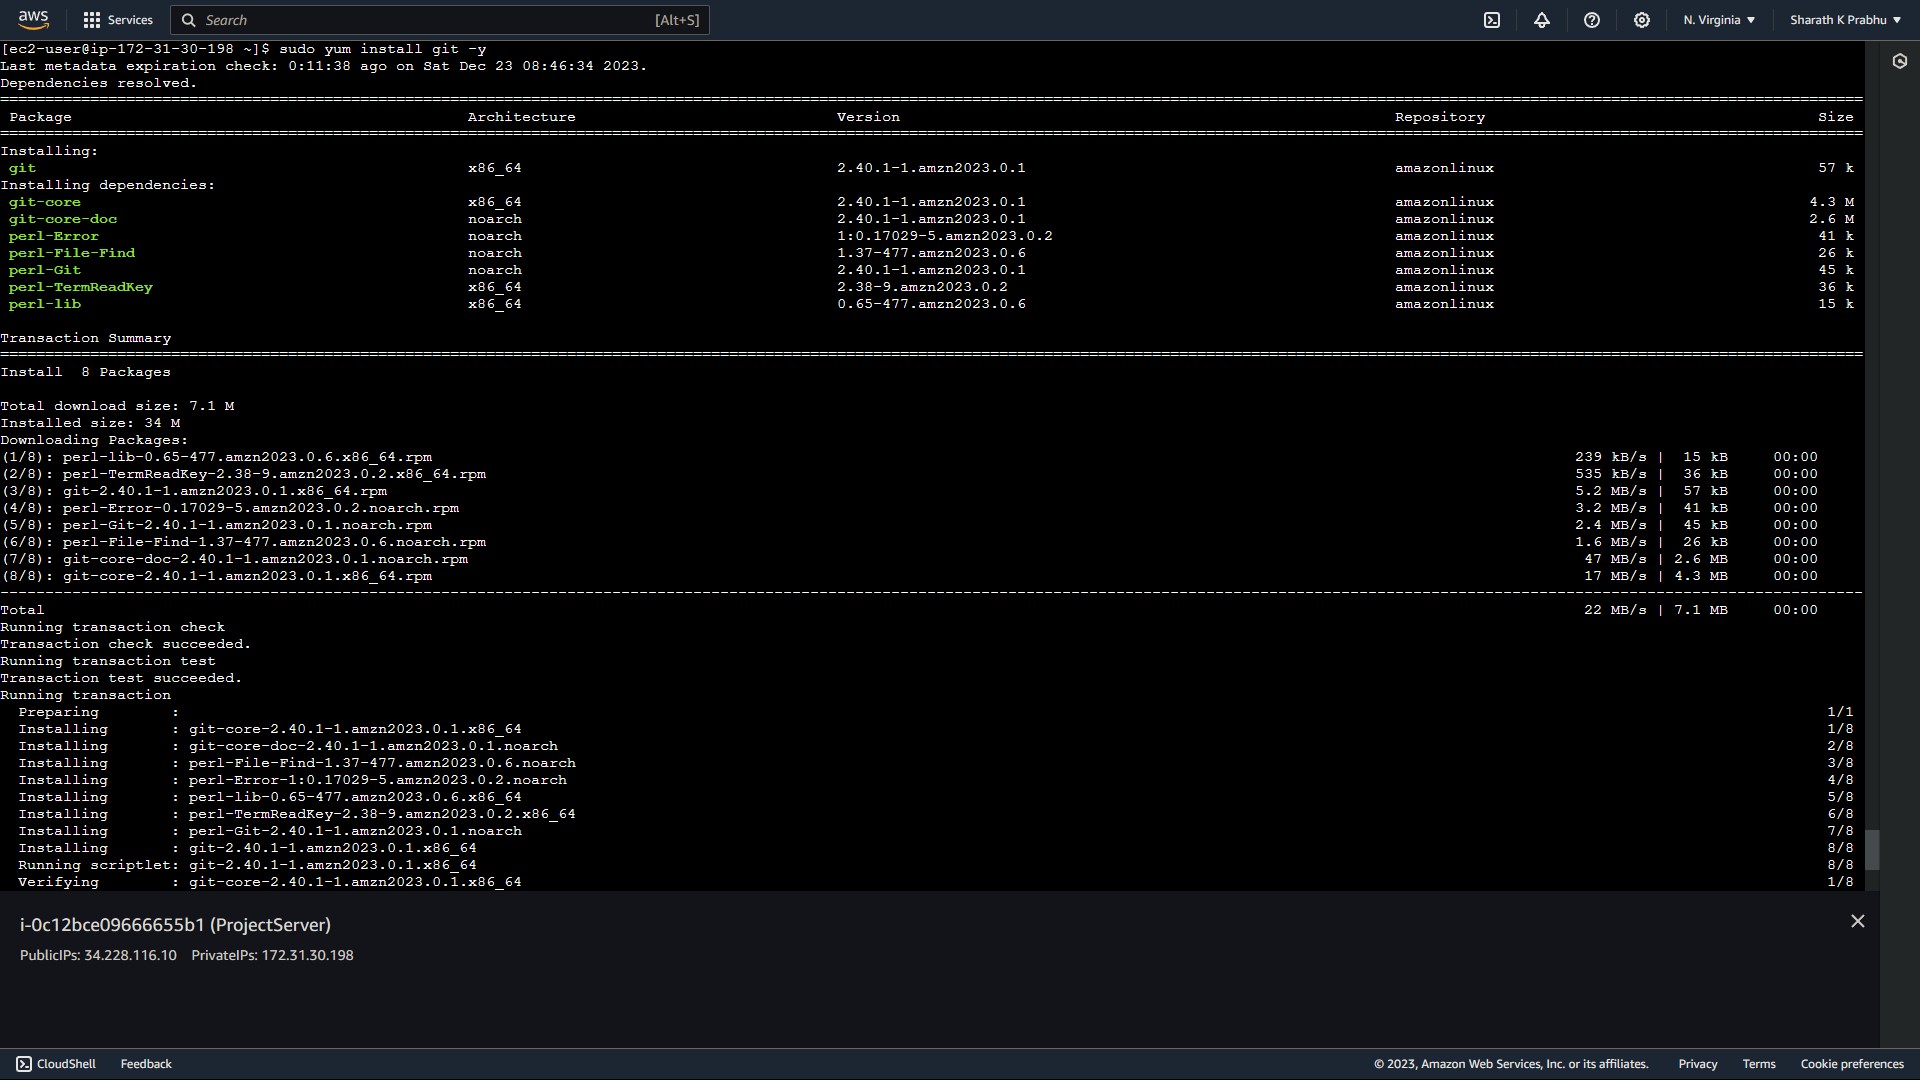 aws Services Search [Alt+S] N. Virginia Sharath K Prabhu
[ec2-user@ip-172-31-30-198 ~]$ sudo yum install git -y
Last metadata expiration check: 0:11:38 ago on Sat Dec 23 08:46:34 2023.
Dependencies resolved.
Package Architecture Version Repository Size
Installing:
git x86_64 2.40.1-1.amzn2023.0.1 amazonlinux 57 k
Installing dependencies:
git-core x86_64 2.40.1-1.amzn2023.0.1 amazonlinux 4.3 M
git-core-doc noarch 2.40.1-1.amzn2023.0.1 amazonlinux 2.6 M
perl-Error noarch 1:0.17029-5.amzn2023.0.2 amazonlinux 41 k
perl-File-Find noarch 1.37-477.amzn2023.0.6 amazonlinux 26 k
perl-Git noarch 2.40.1-1.amzn2023.0.1 amazonlinux 45 k
perl-TermReadKey x86_64 2.38-9.amzn2023.0.2 amazonlinux 36 k
perl-lib x86_64 0.65-477.amzn2023.0.6 amazonlinux 15 k
Transaction Summary
Install 8 Packages
Total download size: 7.1 M
Installed size: 34 M
Downloading Packages:
(1/8): perl-lib-0.65-477.amzn2023.0.6.x86_64.rpm 239 kB/s | 15 kB 00:00
(2/8): perl-TermReadKey-2.38-9.amzn2023.0.2.x86_64.rpm 535 kB/s | 36 kB 00:00
(3/8): git-2.40.1-1.amzn2023.0.1.x86_64.rpm 5.2 MB/s | 57 kB 00:00
(4/8): perl-Error-0.17029-5.amzn2023.0.2.noarch.rpm 3.2 MB/s | 41 kB 00:00
(5/8): perl-Git-2.40.1-1.amzn2023.0.1.noarch.rpm 2.4 MB/s | 45 kB 00:00
(6/8): perl-File-Find-1.37-477.amzn2023.0.6.noarch.rpm 1.6 MB/s | 26 kB 00:00
(7/8): git-core-doc-2.40.1-1.amzn2023.0.1.noarch.rpm 47 MB/s | 2.6 MB 00:00
(8/8): git-core-2.40.1-1.amzn2023.0.1.x86_64.rpm 17 MB/s | 4.3 MB 00:00
Total 22 MB/s | 7.1 MB 00:00
Running transaction check
Transaction check succeeded.
Running transaction test
Transaction test succeeded.
Running transaction
Preparing : 1/1
Installing : git-core-2.40.1-1.amzn2023.0.1.x86_64 1/8
Installing : git-core-doc-2.40.1-1.amzn2023.0.1.noarch 2/8
Installing : perl-File-Find-1.37-477.amzn2023.0.6.noarch 3/8
Installing : perl-Error-1:0.17029-5.amzn2023.0.2.noarch 4/8
Installing : perl-lib-0.65-477.amzn2023.0.6.x86_64 5/8
Installing : perl-TermReadKey-2.38-9.amzn2023.0.2.x86_64 6/8
Installing : perl-Git-2.40.1-1.amzn2023.0.1.noarch 7/8
Installing : git-2.40.1-1.amzn2023.0.1.x86_64 8/8
Running scriptlet: git-2.40.1-1.amzn2023.0.1.x86_64 8/8
Verifying : git-core-2.40.1-1.amzn2023.0.1.x86_64 1/8
i-0c12bce09666655b1 (ProjectServer)
PublicIPs: 34.228.116.10 PrivateIPs: 172.31.30.198
CloudShell Feedback © 2023, Amazon Web Services, Inc. or its affiliates. Privacy Terms Cookie preferences